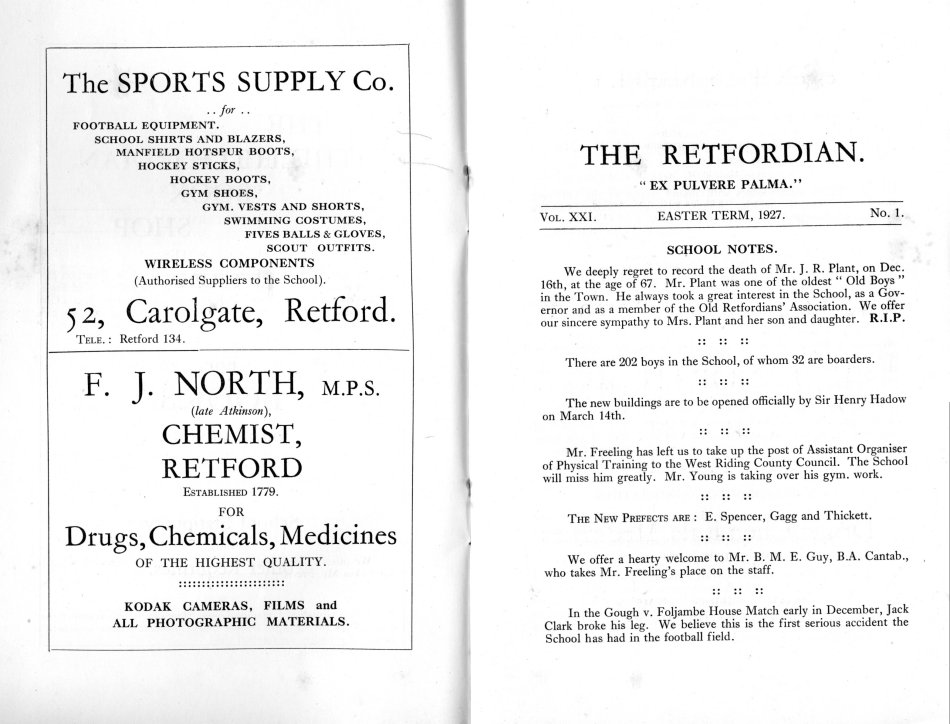 The SPORTS SUPPLY Co.
. . for . .
FOOTBALL EQUIPMENT.
SCHOOL SHIRTS AND BLAZERS,
MANFIELD HOTSPUR BOOTS,
HOCKEY STICKS,
HOCKEY BOOTS,
GYM SHOES,
GYM. VESTS AND SHORTS,
SWIMMING COSTUMES,
FIVES BALLS & GLOVES,
SCOUT OUTFITS.
WIRELESS COMPONENTS
(Authorised Suppliers to the School).
52, Carolgate, Retford.
TELE. : Retford 134.
F. J. NORTH, M.P.S.
(late Atkinson),
CHEMIST,
RETFORD
ESTABLISHED 1779.
FOR
Drugs, Chemicals, Medicines
OF THE HIGHEST QUALITY.
::::::::::::::::::::::::
KODAK CAMERAS, FILMS and
ALL PHOTOGRAPHIC MATERIALS.
THE RETFORDIAN.
" EX PULVERE PALMA."
VOL. XXI. EASTER TERM, 1927. No. 1.
SCHOOL NOTES.
We deeply regret to record the death of Mr. J. R. Plant, on Dec.
16th, at the age of 67. Mr. Plant was one of the oldest " Old Boys "
in the Town. He always took a great interest in the School, as a Gov-
ernor and as a member of the Old Retfordians' Association. We offer
our sincere sympathy to Mrs. Plant and her son and daughter. R.I.P.
:: :: ::
There are 202 boys in the School, of whom 32 are boarders.
:: :: ::
The new buildings are to be opened officially by Sir Henry Hadow
on March 14th.
:: :: ::
Mr. Freeling has left us to take up the post of Assistant Organiser
of Physical Training to the West Riding County Council. The School
will miss him greatly. Mr. Young is taking over his gym. work.
:: :: ::
THE NEW PREFECTS ARE : E. Spencer, Gagg and Thickett.
:: :: ::
We offer a hearty welcome to Mr. B. M. E. Guy, B.A. Cantab.,
who takes Mr. Freeling's place on the staff.
:: :: ::
In the Gough v. Foljambe House Match early in December, Jack
Clark broke his leg. We believe this is the first serious accident the
School has had in the football field.